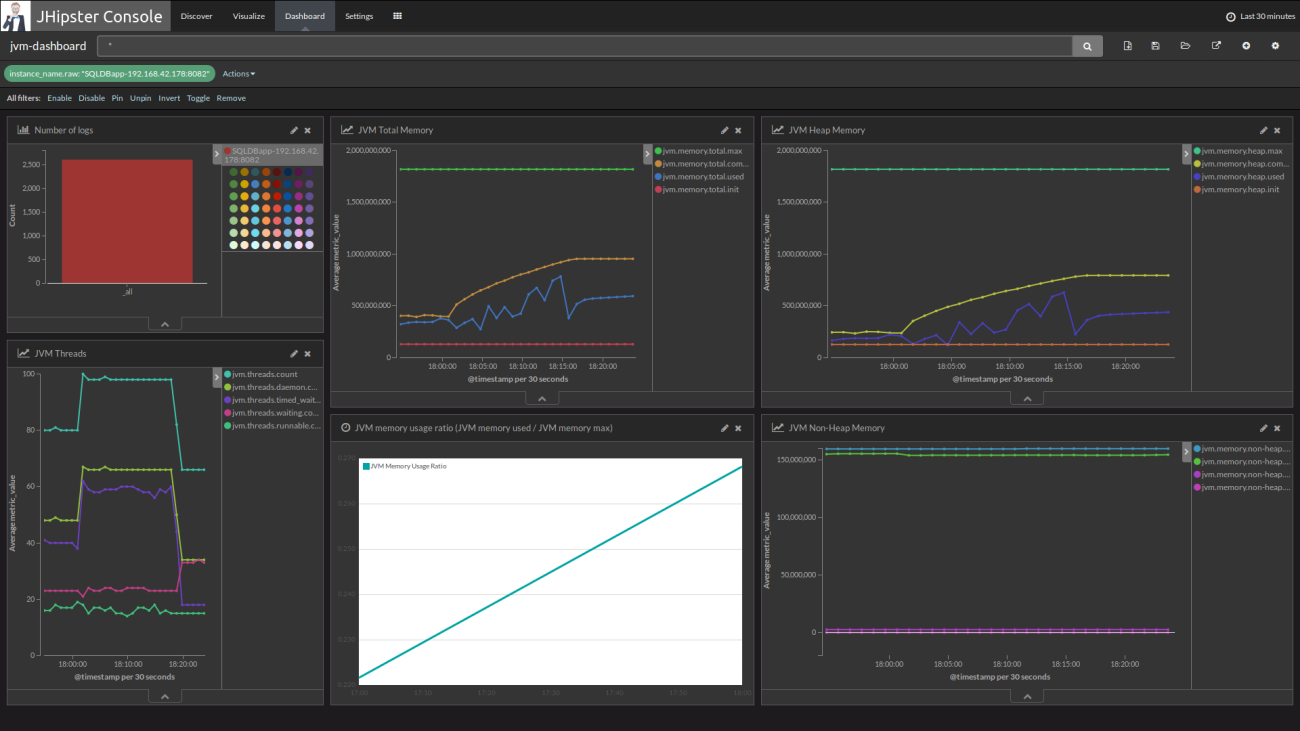 JHipster Console
Discover Visualize Dashboard Settings
Last 30 minutes
jvm-dashboard
*
instance_name.raw: "SQLDBapp-192.168.42.178:8082" Actions
All filters: Enable Disable Pin Unpin Invert Toggle Remove
Number of logs
SQLDBapp-192.168.42.
178:8082
2,500
2,000
1,500
1,000
500
0
Count
_all
JVM Total Memory
2,000,000,000
1,500,000,000
1,000,000,000
500,000,000
0
Average metric_value
18:00:00 18:05:00 18:10:00 18:15:00 18:20:00
@timestamp per 30 seconds
jvm.memory.total.max
jvm.memory.total.com...
jvm.memory.total.used
jvm.memory.total.init
JVM Heap Memory
2,000,000,000
1,500,000,000
1,000,000,000
500,000,000
0
Average metric_value
18:00:00 18:05:00 18:10:00 18:15:00 18:20:00
@timestamp per 30 seconds
jvm.memory.heap.max
jvm.memory.heap.com...
jvm.memory.heap.used
jvm.memory.heap.init
JVM Threads
100
80
60
40
20
0
Average metric_value
18:00:00 18:10:00 18:20:00
@timestamp per 30 seconds
jvm.threads.count
jvm.threads.daemon.c...
jvm.threads.timed_wait...
jvm.threads.waiting.co...
jvm.threads.runnable.c...
JVM memory usage ratio (JVM memory used / JVM memory max)
JVM Memory Usage Ratio
0.270
0.260
0.250
0.240
0.230
0.220
17:00 17:10 17:20 17:30 17:40 17:50 18:00
JVM Non-Heap Memory
150,000,000
100,000,000
50,000,000
0
Average metric_value
18:00:00 18:05:00 18:10:00 18:15:00 18:20:00
@timestamp per 30 seconds
jvm.memory.non-heap....
jvm.memory.non-heap....
jvm.memory.non-heap....
jvm.memory.non-heap....